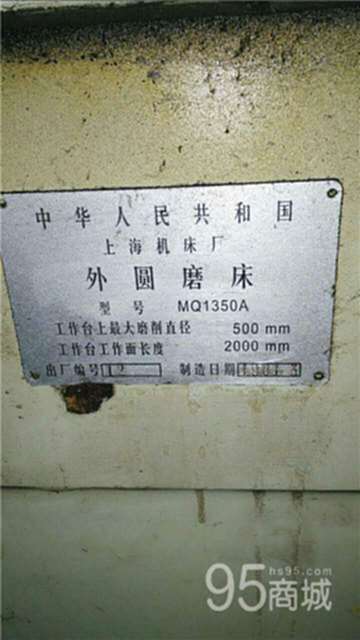 中华人民共和国
上海机床厂
外圆磨床
型号 MQ1350A
工作台上最大磨削直径 500 mm
工作台工作面长度 2000 mm
出厂编号 12 制造日期
hs95.com
95商城